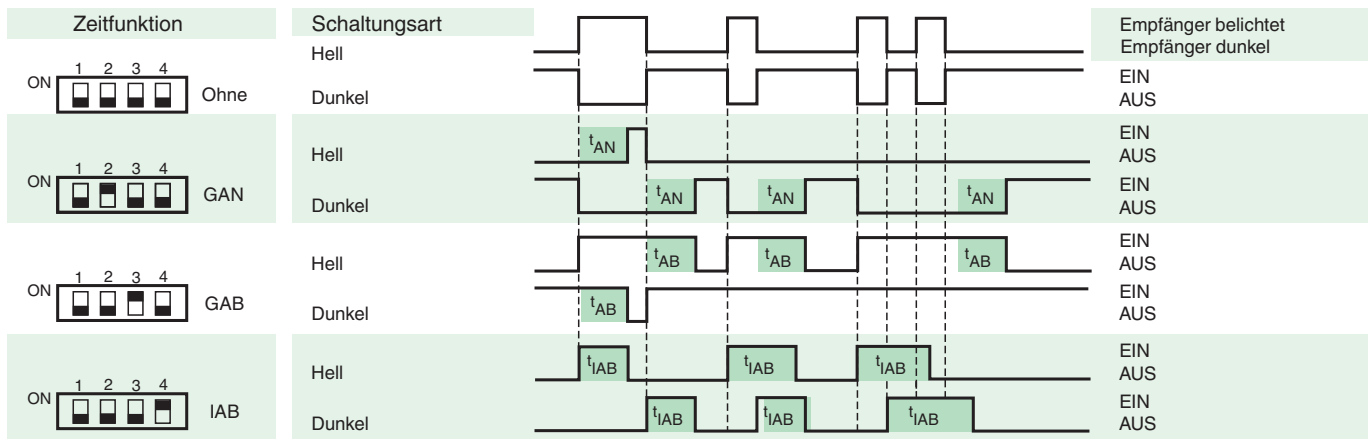 Zeitfunktion Schaltungsart Empfänger belichtet
Hell Empfänger dunkel
ON 1 2 3 4 Ohne Dunkel EIN
AUS
Hell tAN EIN
AUS
ON 1 2 3 4 GAN Dunkel tAN tAN tAN EIN
AUS
Hell tAB tAB tAB EIN
AUS
ON 1 2 3 4 GAB Dunkel tAB EIN
AUS
Hell tIAB tIAB tIAB EIN
AUS
ON 1 2 3 4 IAB Dunkel tIAB tIAB tIAB EIN
AUS